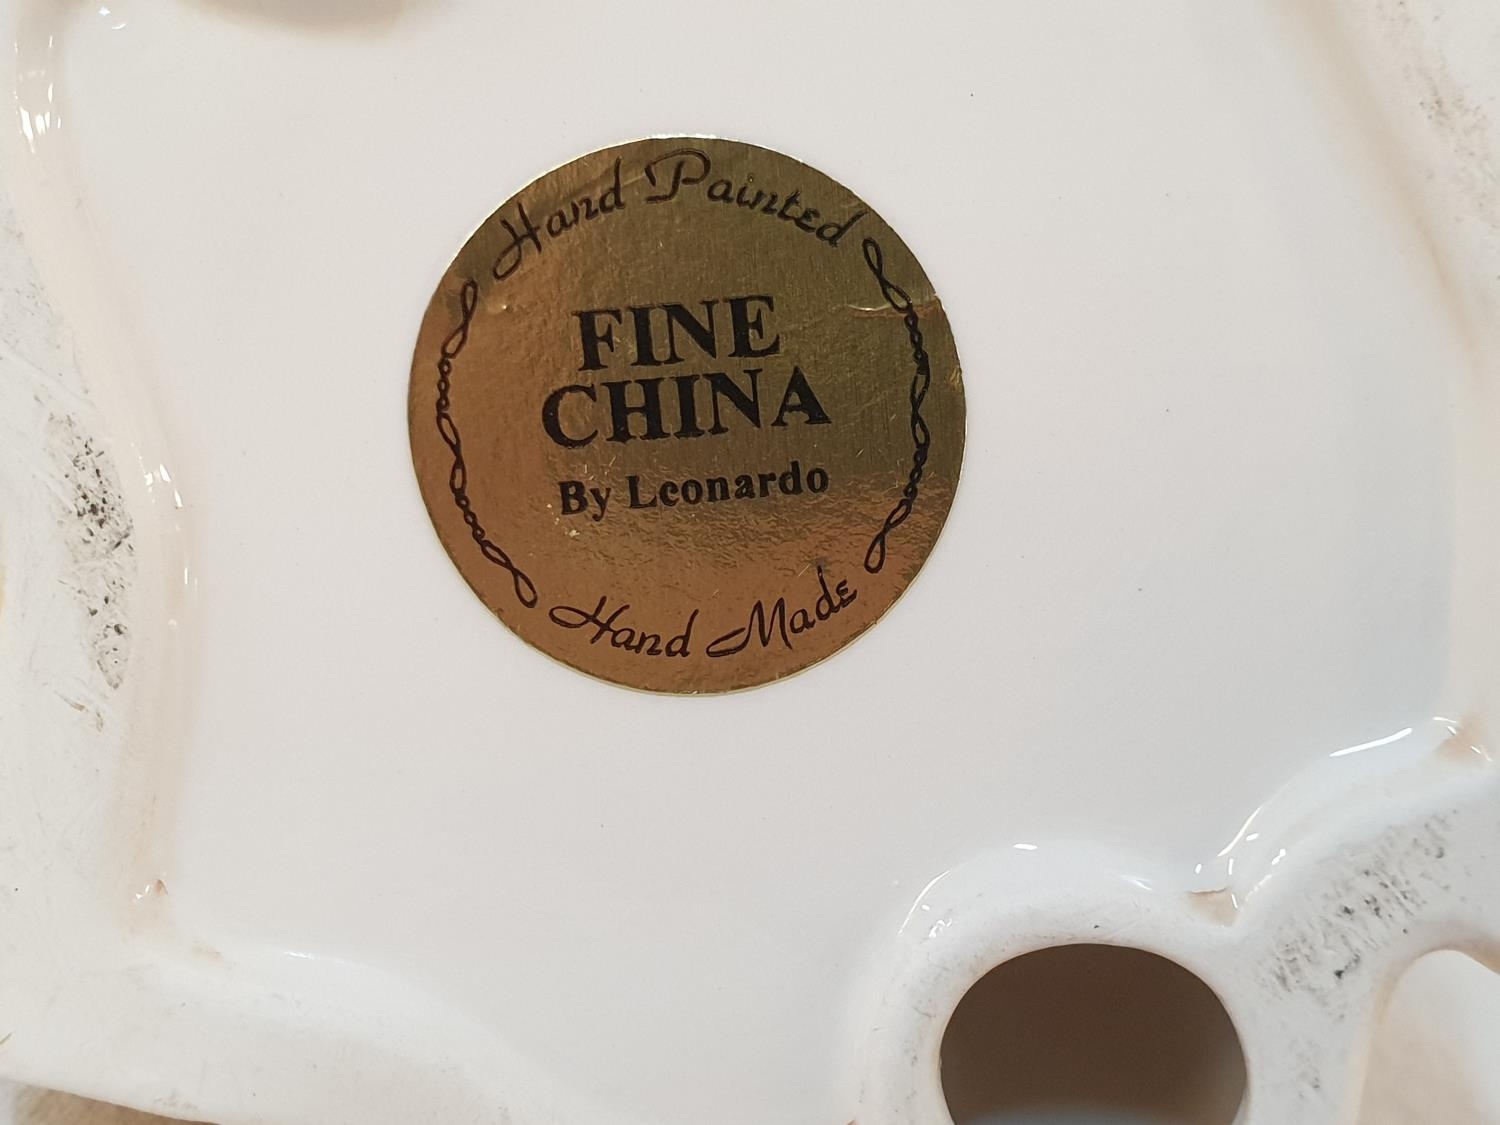 Hand Painted
FINE
CHINA
By Leonardo
Hand Made